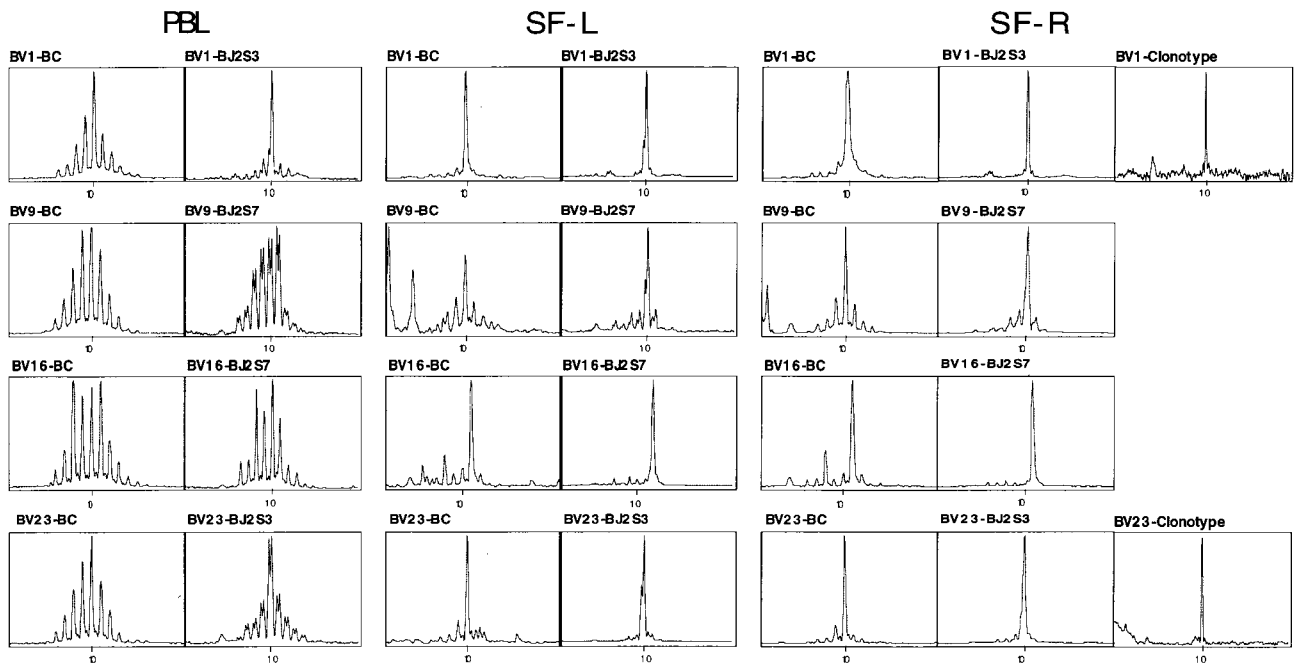 PBL SF-L SF-R
BV1-BC BV1-BJ2S3 BV1-BC BV1-BJ2S3 BV1-BC BV1-BJ2S3 BV1-Clonotype
10 10 10 10 10 10 10
BV9-BC BV9-BJ2S7 BV9-BC BV9-BJ2S7 BV9-BC BV9-BJ2S7
10 10 10 10 10 10
BV16-BC BV16-BJ2S7 BV16-BC BV16-BJ2S7 BV16-BC BV16-BJ2S7
10 10 10 10 10 10
BV23-BC BV23-BJ2S3 BV23-BC BV23-BJ2S3 BV23-BC BV23-BJ2S3 BV23-Clonotype
10 10 10 10 10 10 10